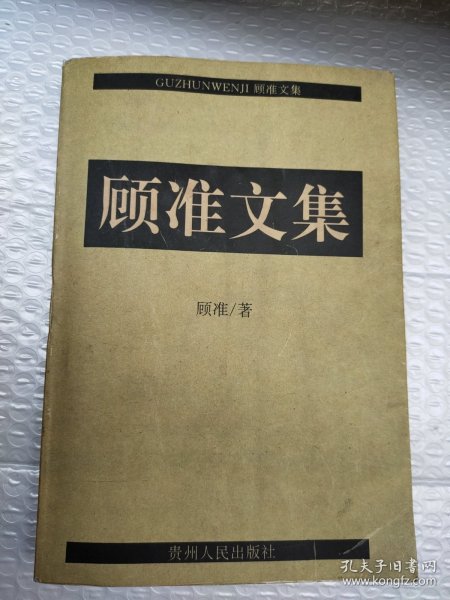 GUZHUNWENJI 顾准文集
顾准文集
顾准/著
贵州人民出版社
孔夫子旧书网
www.kongfz.com